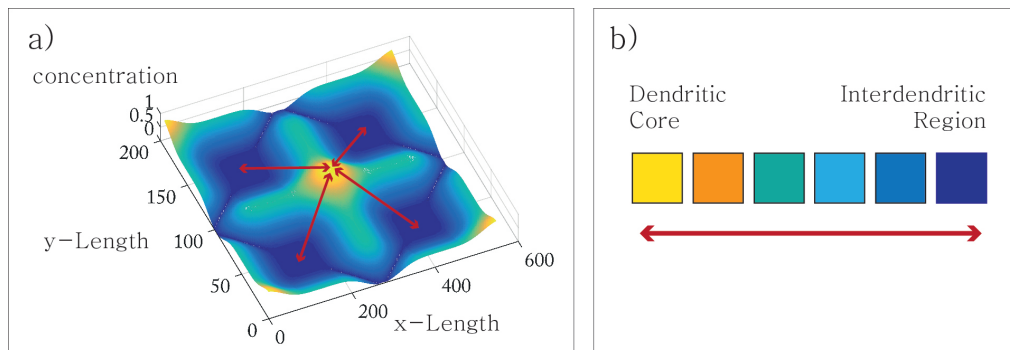 a)
concentration
1
0.5
0
200
150
y-Length
100
50
0
0
200
x-Length
400
600
b)
Dendritic
Core
Interdendritic
Region